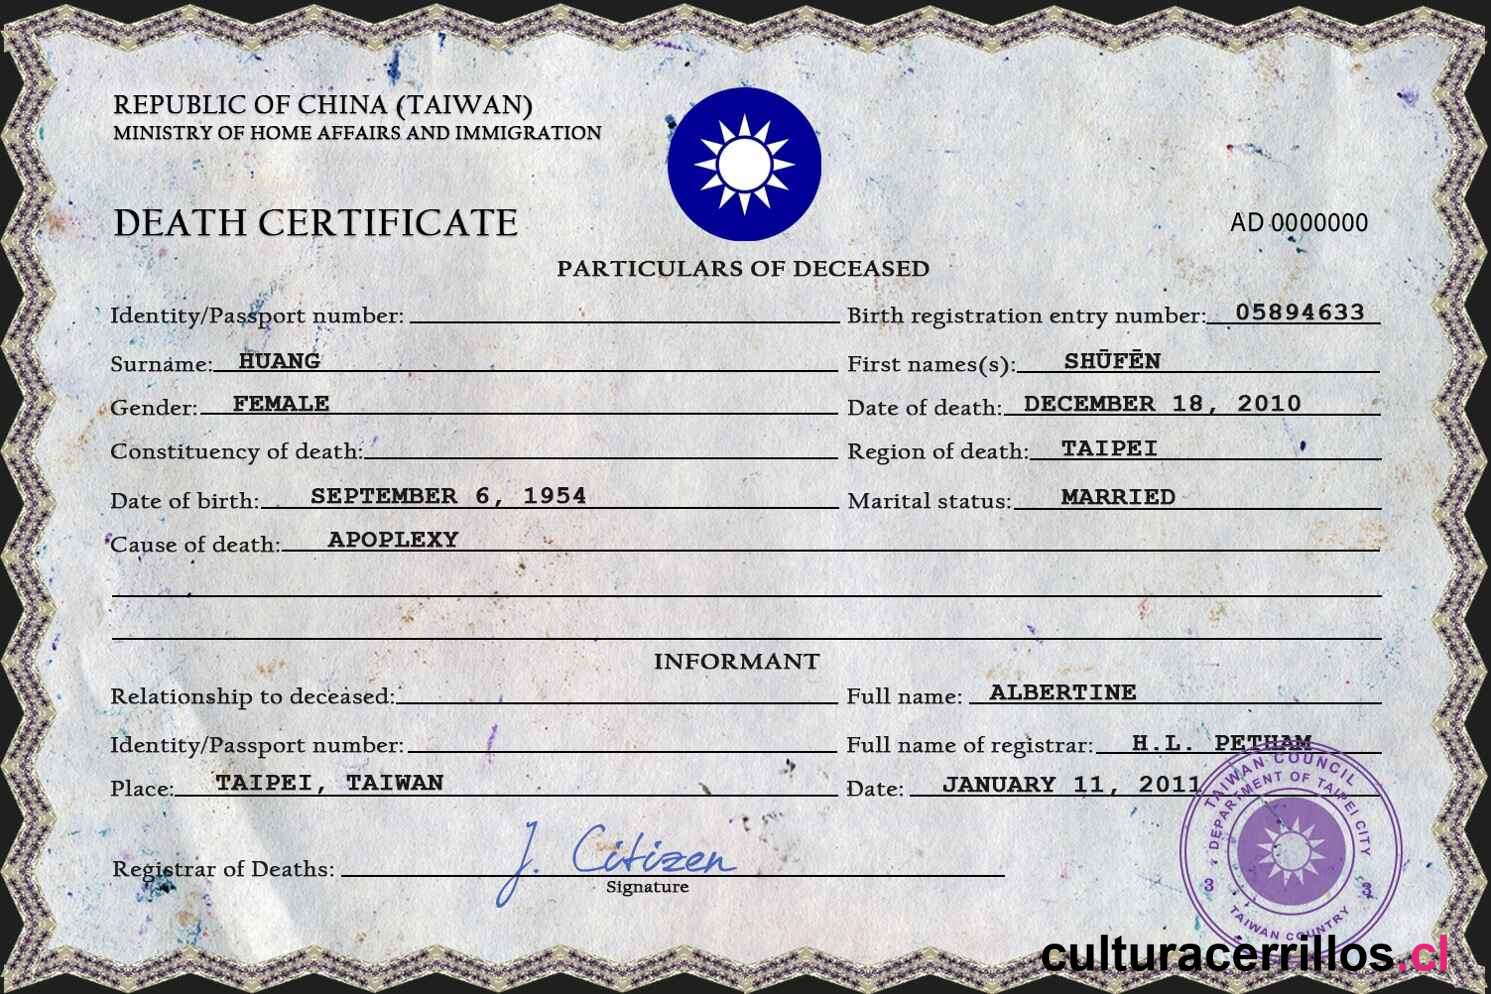 REPUBLIC OF CHINA (TAIWAN)
MINISTRY OF HOME AFFAIRS AND IMMIGRATION
DEATH CERTIFICATE
AD 0000000
PARTICULARS OF DECEASED
Identity/Passport number: Birth registration entry number: 05894633
Surname: HUANG First names(s): SHŪFĒN
Gender: FEMALE Date of death: DECEMBER 18, 2010
Constituency of death: Region of death: TAIPEI
Date of birth: SEPTEMBER 6, 1954 Marital status: MARRIED
Cause of death: APOPLEXY
INFORMANT
Relationship to deceased: Full name: ALBERTINE
Identity/Passport number: Full name of registrar: H.L. PETHAM
Place: TAIPEI, TAIWAN Date: JANUARY 11, 2011
Registrar of Deaths: J. Citizen
Signature
TAIWAN COUNCIL
DEPARTMENT OF TAIPEI CITY
3 3
TAIWAN COUNTRY
culturacerrillos.cl